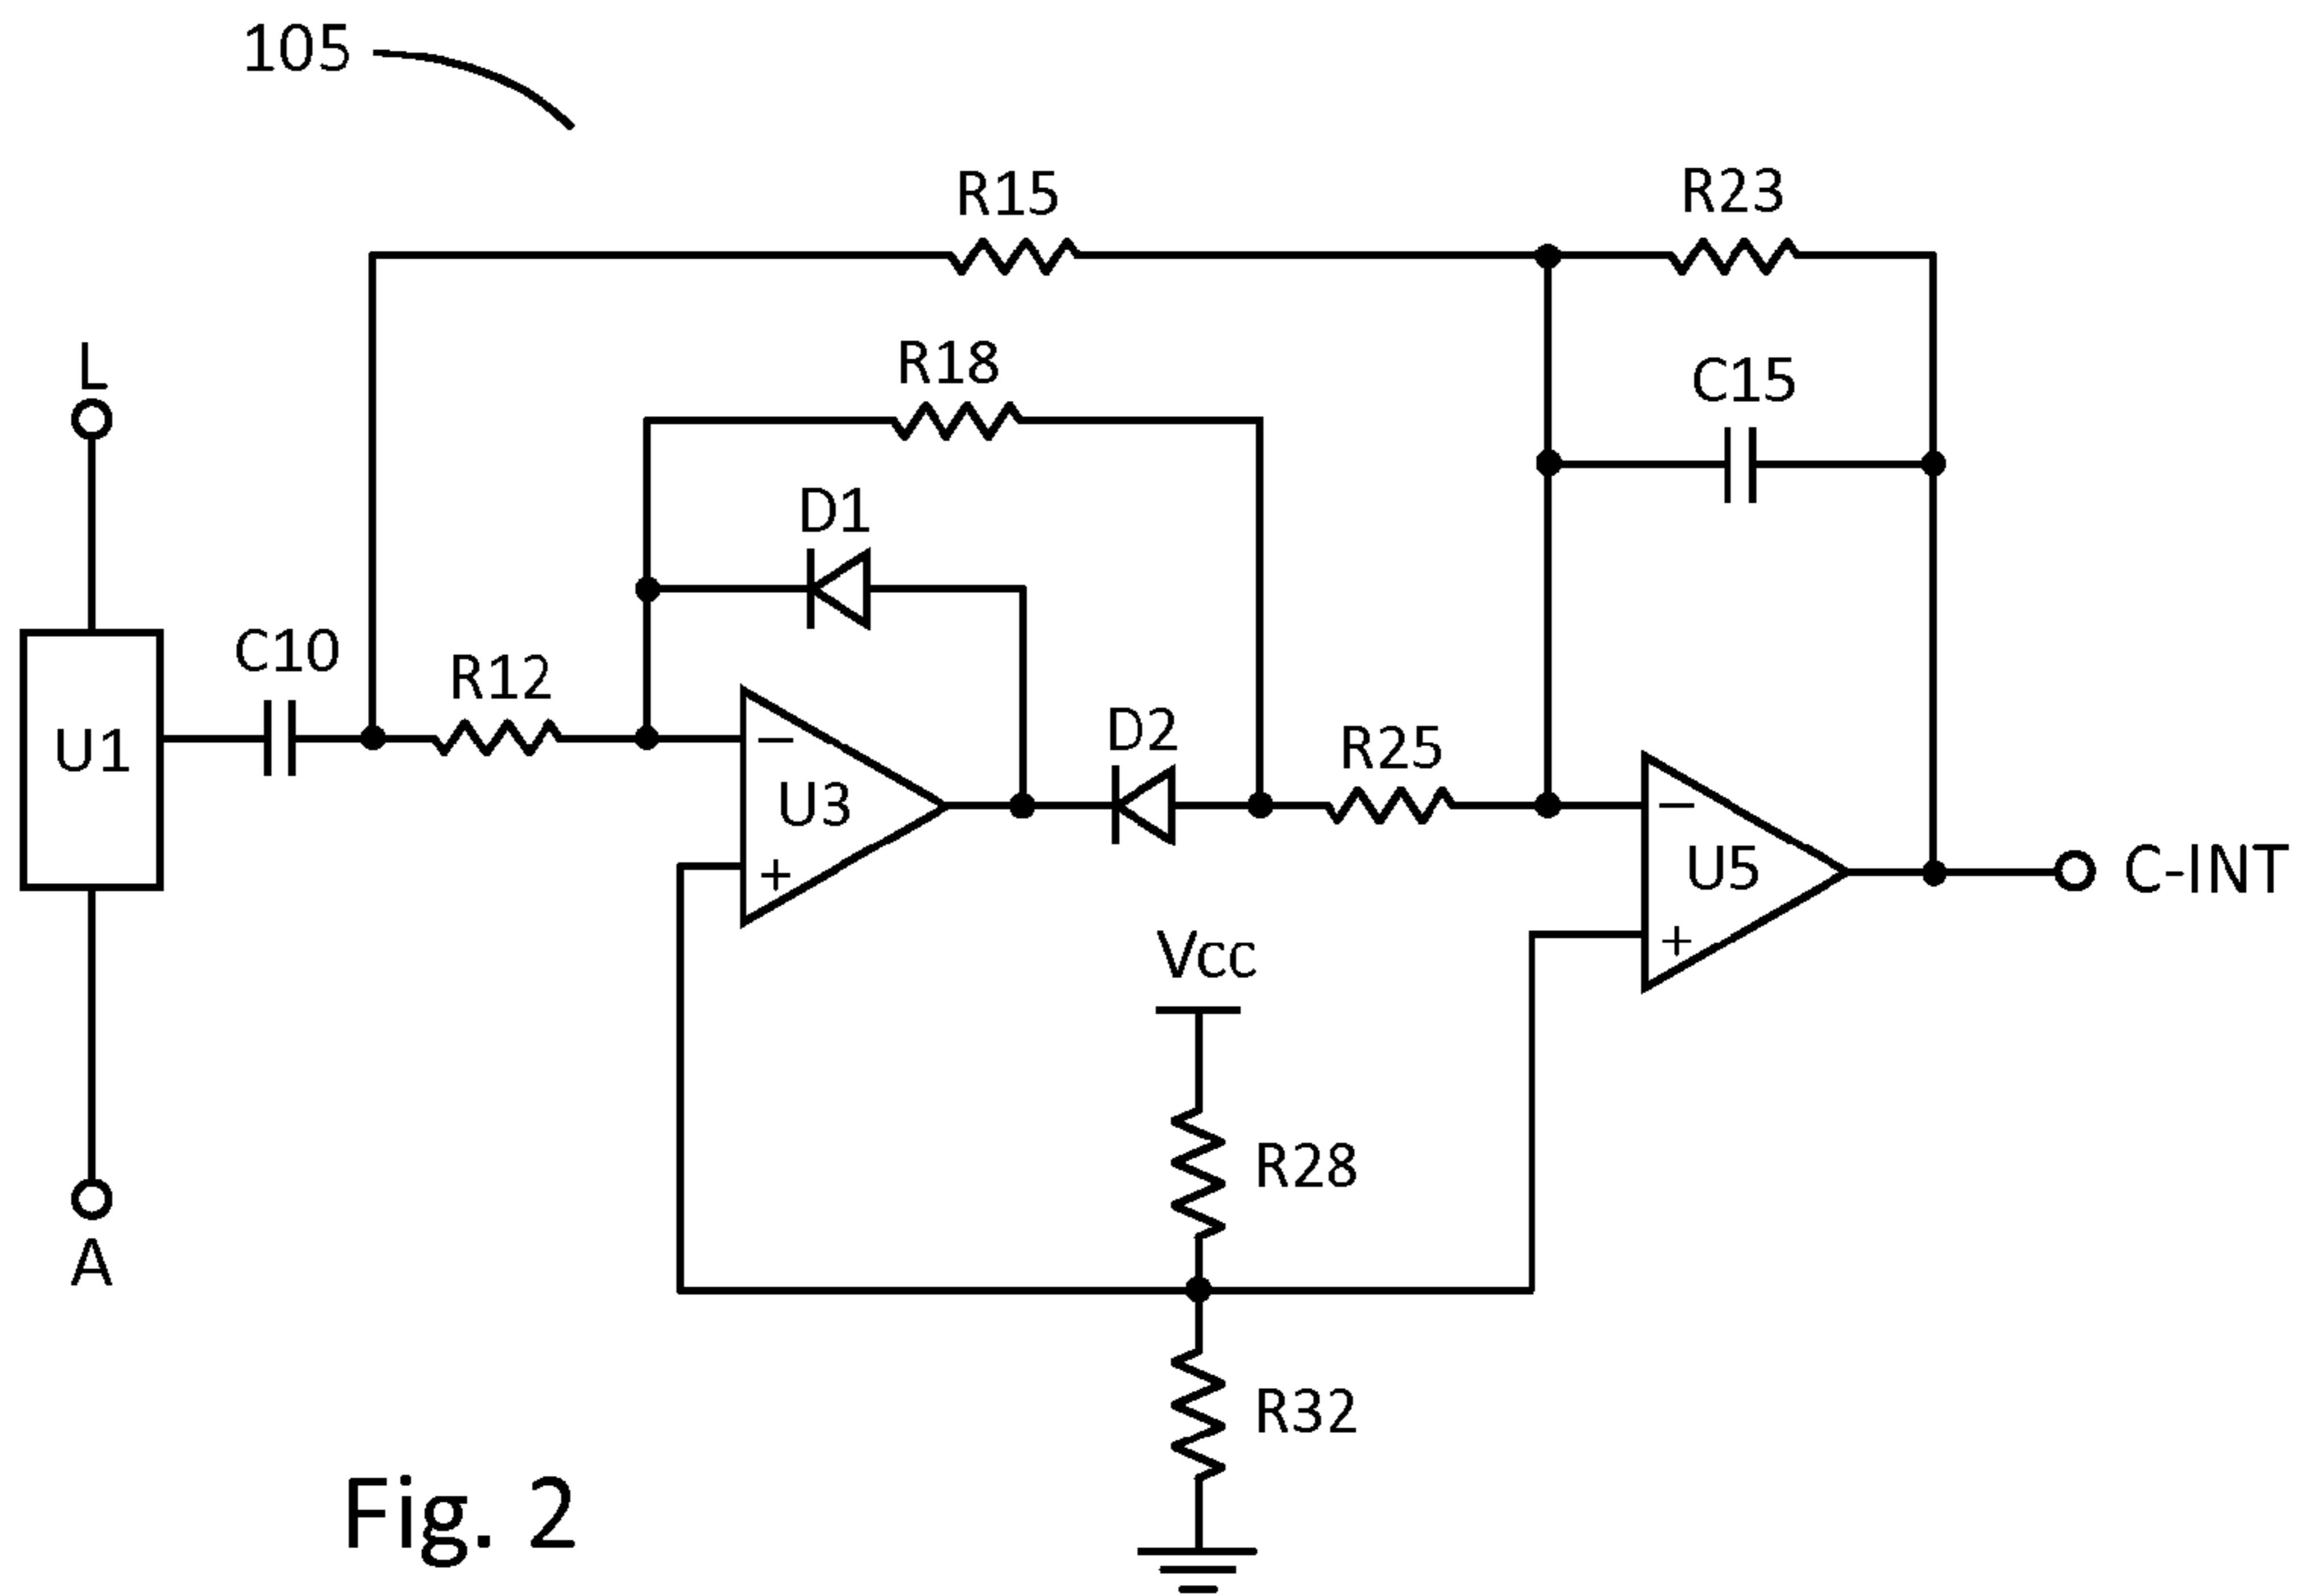 105
R15
R23
L
R18
C15
D1
C10
R12
U1
D2
R25
−
U3
+
−
U5
+
C-INT
Vcc
R28
A
R32
Fig. 2